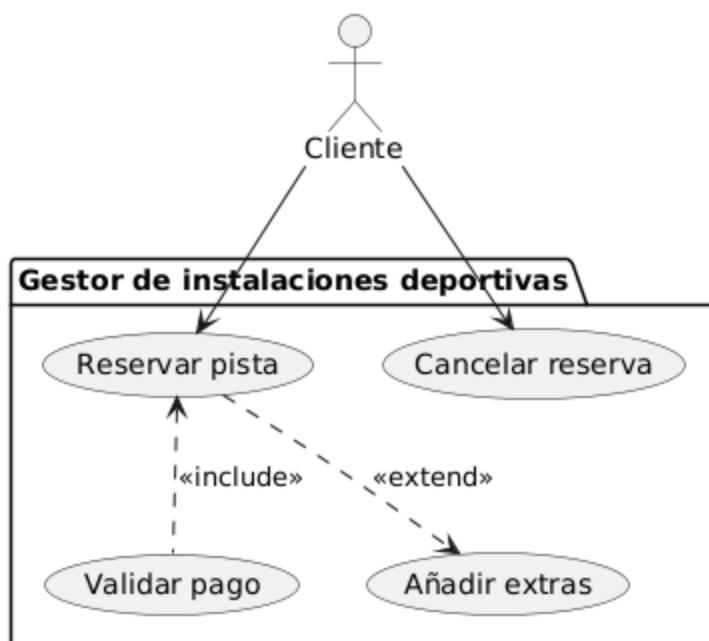 Cliente
Gestor de instalaciones deportivas
Reservar pista
Cancelar reserva
«include»
«extend»
Validar pago
Añadir extras